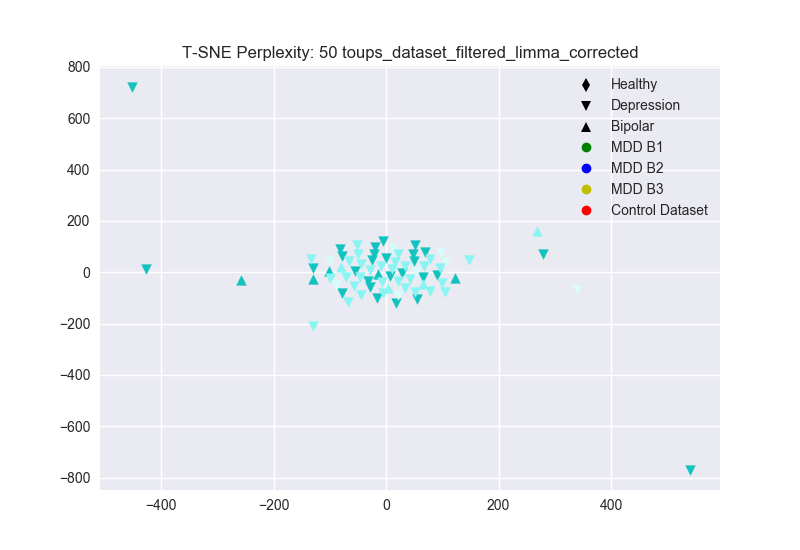 T-SNE Perplexity: 50 toups_dataset_filtered_limma_corrected
800
600
400
200
0
−200
−400
−600
−800
−400
−200
0
200
400
Healthy
Depression
Bipolar
MDD B1
MDD B2
MDD B3
Control Dataset